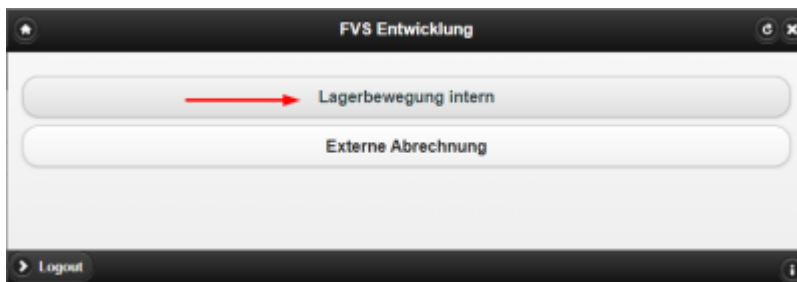 FVS Entwicklung
Lagerbewegung intern
Externe Abrechnung
Logout